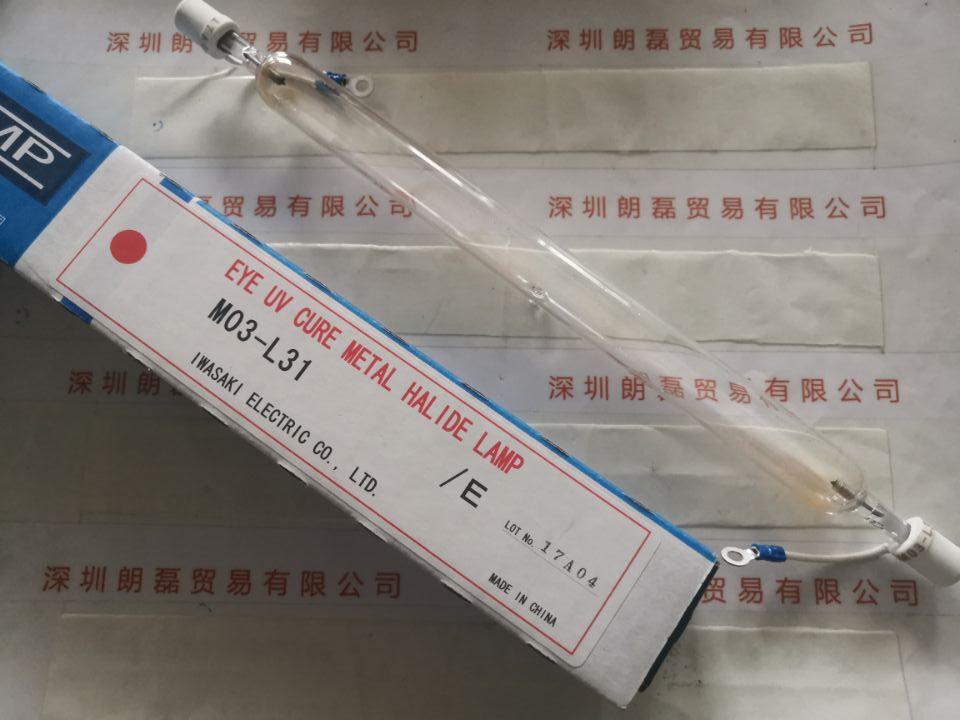 深圳朗磊贸易有限公司
深圳朗磊贸易有限公司
MP
贸易有限公司
深圳朗磊贸易有限公司
EYE UV CURE METAL HALIDE LAMP
M03-L31
IWASAKI ELECTRIC CO., LTD.
/E
LOT No. 17A04
MADE IN CHINA
深圳朗磊
深圳朗磊贸易有限公司
M03-L
深圳朗磊贸易有限公司
贸易有限公司